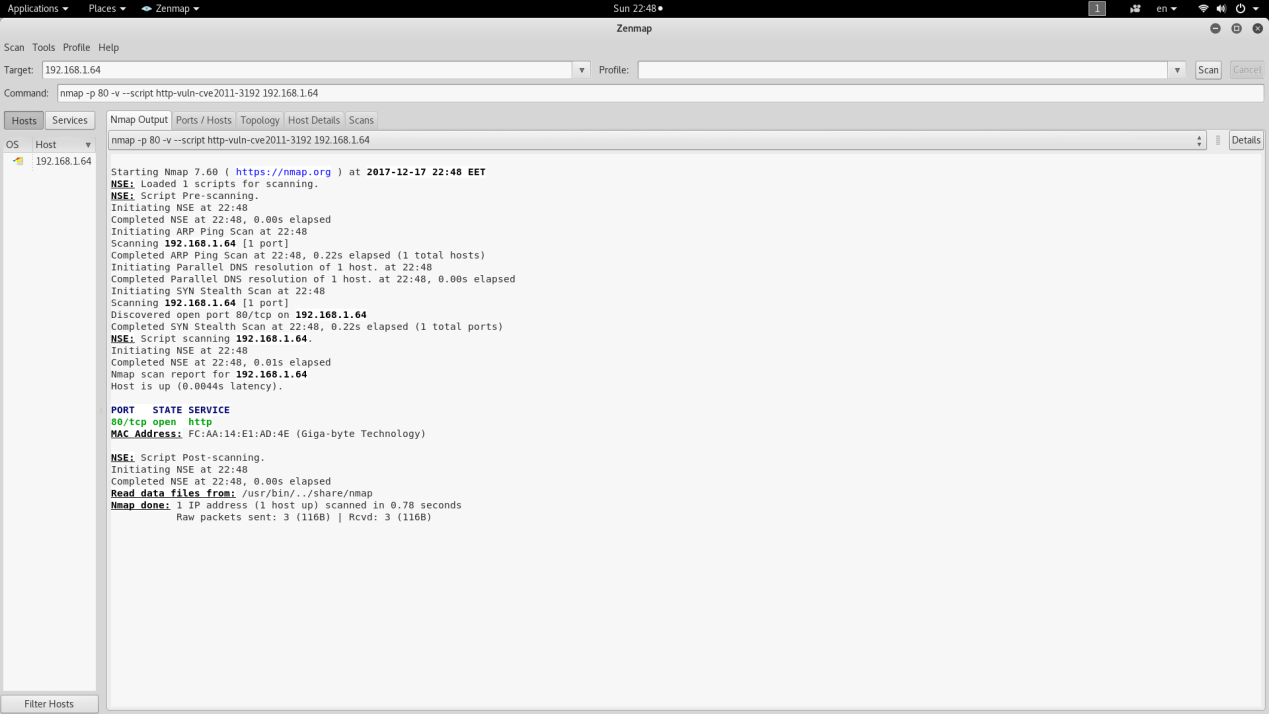 Applications Places Zenmap Sun 22:48 1 en
Zenmap
Scan Tools Profile Help
Target: 192.168.1.64 Profile: Scan Cancel
Command: nmap -p 80 -v --script http-vuln-cve2011-3192 192.168.1.64
Hosts Services Nmap Output Ports / Hosts Topology Host Details Scans
OS Host nmap -p 80 -v --script http-vuln-cve2011-3192 192.168.1.64 Details
192.168.1.64
Starting Nmap 7.60 ( https://nmap.org ) at 2017-12-17 22:48 EET
NSE: Loaded 1 scripts for scanning.
NSE: Script Pre-scanning.
Initiating NSE at 22:48
Completed NSE at 22:48, 0.00s elapsed
Initiating ARP Ping Scan at 22:48
Scanning 192.168.1.64 [1 port]
Completed ARP Ping Scan at 22:48, 0.22s elapsed (1 total hosts)
Initiating Parallel DNS resolution of 1 host. at 22:48
Completed Parallel DNS resolution of 1 host. at 22:48, 0.00s elapsed
Initiating SYN Stealth Scan at 22:48
Scanning 192.168.1.64 [1 port]
Discovered open port 80/tcp on 192.168.1.64
Completed SYN Stealth Scan at 22:48, 0.22s elapsed (1 total ports)
NSE: Script scanning 192.168.1.64.
Initiating NSE at 22:48
Completed NSE at 22:48, 0.01s elapsed
Nmap scan report for 192.168.1.64
Host is up (0.0044s latency).
PORT STATE SERVICE
80/tcp open http
MAC Address: FC:AA:14:E1:AD:4E (Giga-byte Technology)
NSE: Script Post-scanning.
Initiating NSE at 22:48
Completed NSE at 22:48, 0.00s elapsed
Read data files from: /usr/bin/../share/nmap
Nmap done: 1 IP address (1 host up) scanned in 0.78 seconds
Raw packets sent: 3 (116B) | Rcvd: 3 (116B)
Filter Hosts